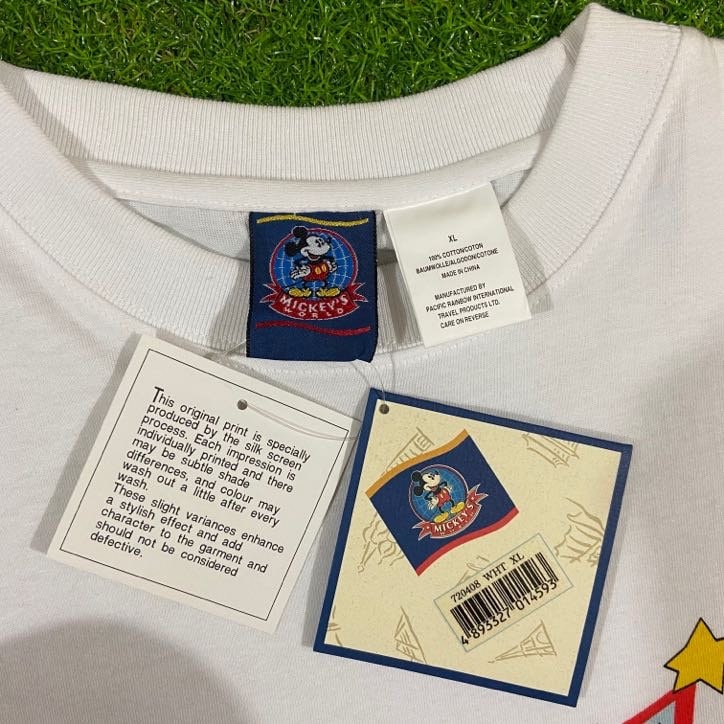 MICKEY'S
WORLD
XL
100% COTTON/COTON
BAUMWOLLE/ALGODON/COTONE
MADE IN CHINA
MANUFACTURED BY
PACIFIC RAINBOW INTERNATIONAL
TRAVEL PRODUCTS LTD.
CARE ON REVERSE
This original print is specially
produced by the silk screen
process. Each impression is
individually printed and there
may be subtle shade
differences, and colour may
wash out a little after every
wash.
These slight variances enhance
a stylish effect and add
character to the garment and
should not be considered
defective.
MICKEY'S
WORLD
720408 WHT XL
4 893327 014593